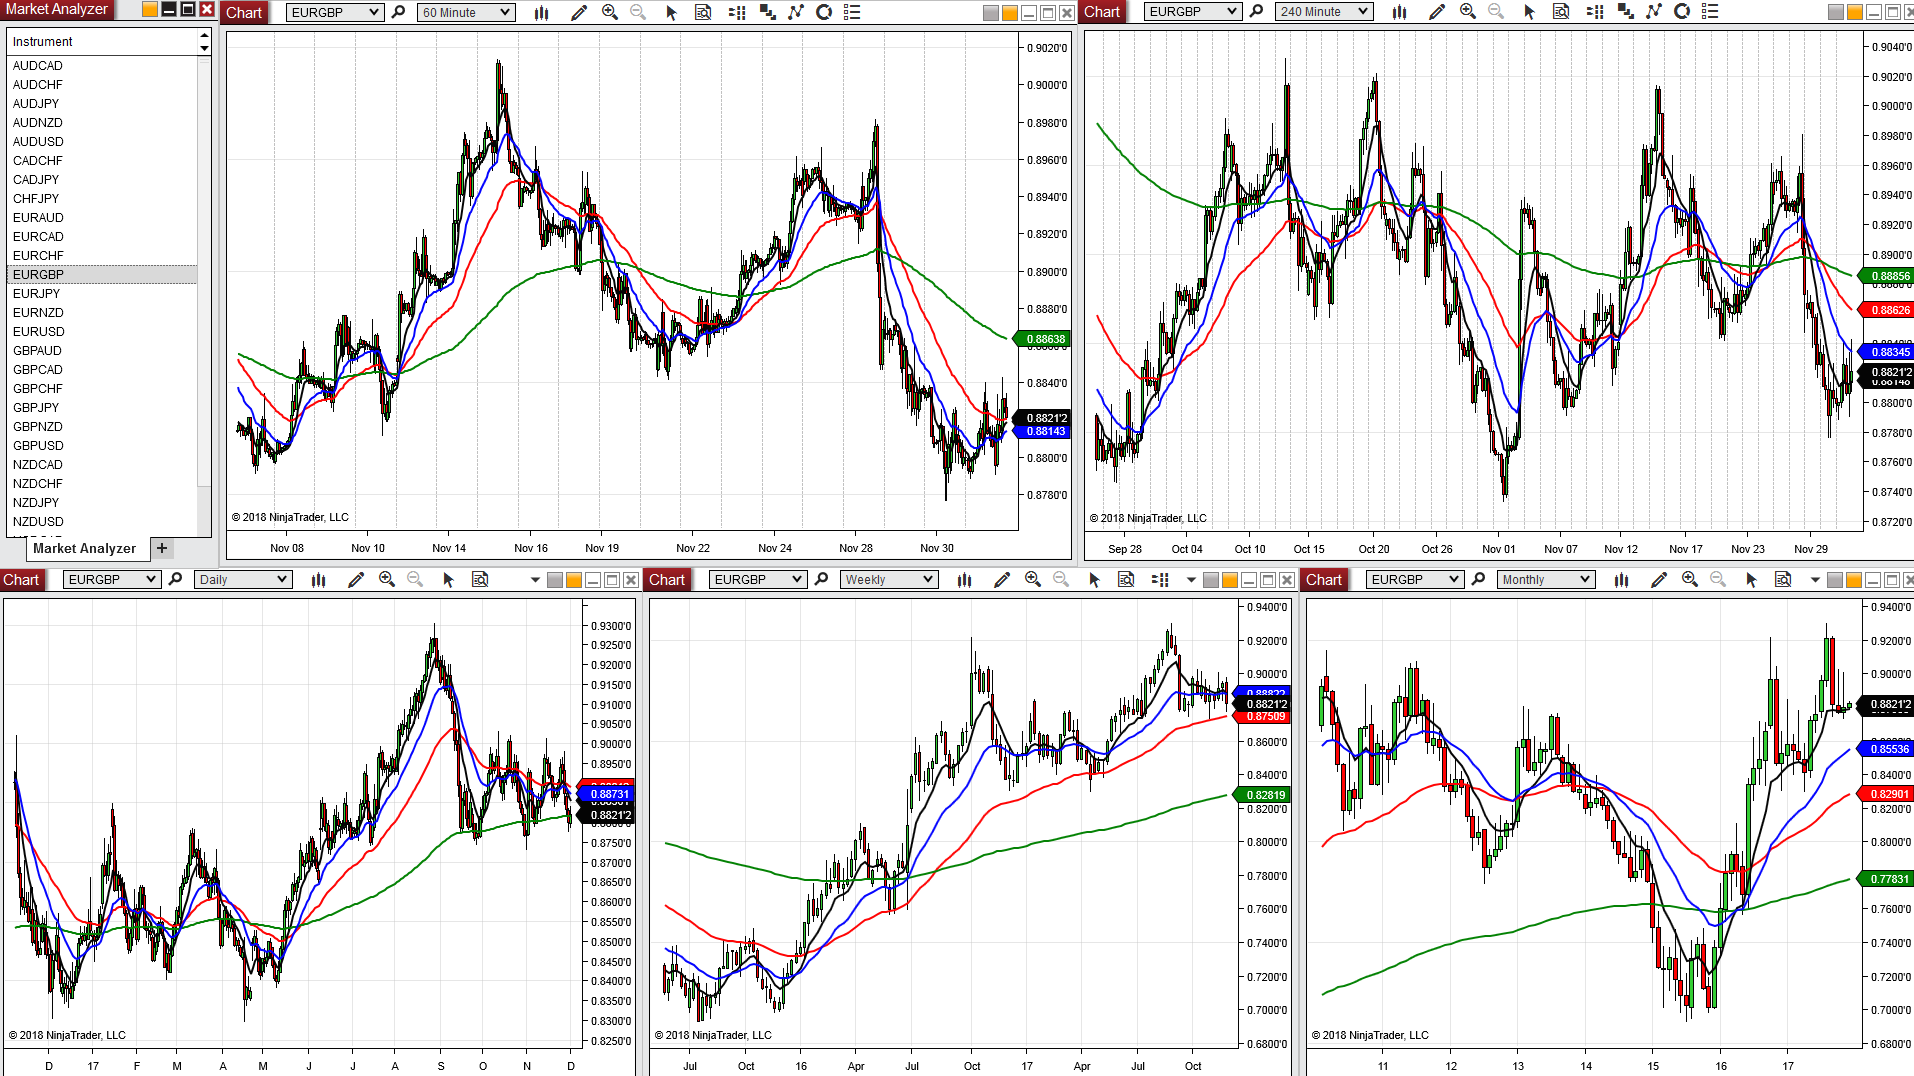 Market Analyzer
Instrument
AUDCAD
AUDCHF
AUDJPY
AUDNZD
AUDUSD
CADCHF
CADJPY
CHFJPY
EURAUD
EURCAD
EURCHF
EURGBP
EURJPY
EURNZD
EURUSD
GBPAUD
GBPCAD
GBPCHF
GBPJPY
GBPNZD
GBPUSD
NZDCAD
NZDCHF
NZDJPY
NZDUSD
Market Analyzer +
Chart EURGBP 60 Minute
0.9020'0
0.9000'0
0.8980'0
0.8960'0
0.8940'0
0.8920'0
0.8900'0
0.8880'0
0.88638
0.8840'0
0.8821'2
0.88143
0.8800'0
0.8780'0
© 2018 NinjaTrader, LLC
Nov 08 Nov 10 Nov 14 Nov 16 Nov 19 Nov 22 Nov 24 Nov 28 Nov 30
Chart EURGBP 240 Minute
0.9040'0
0.9020'0
0.9000'0
0.8980'0
0.8960'0
0.8940'0
0.8920'0
0.8900'0
0.88856
0.88626
0.88345
0.8821'2
0.8800'0
0.8780'0
0.8760'0
0.8740'0
0.8720'0
© 2018 NinjaTrader, LLC
Sep 28 Oct 04 Oct 10 Oct 15 Oct 20 Oct 26 Nov 01 Nov 07 Nov 12 Nov 17 Nov 23 Nov 29
Chart EURGBP Daily
0.9300'0
0.9250'0
0.9200'0
0.9150'0
0.9100'0
0.9050'0
0.9000'0
0.8950'0
0.88731
0.8821'2
0.8750'0
0.8700'0
0.8650'0
0.8600'0
0.8550'0
0.8500'0
0.8450'0
0.8400'0
0.8350'0
0.8300'0
0.8250'0
© 2018 NinjaTrader, LLC
D 17 F M A M J J A S O N D
Chart EURGBP Weekly
0.9400'0
0.9200'0
0.9000'0
0.88822
0.8821'2
0.87509
0.8600'0
0.8400'0
0.82819
0.8200'0
0.8000'0
0.7800'0
0.7600'0
0.7400'0
0.7200'0
0.7000'0
0.6800'0
© 2018 NinjaTrader, LLC
Jul Oct 16 Apr Jul Oct 17 Apr Jul Oct
Chart EURGBP Monthly
0.9400'0
0.9200'0
0.9000'0
0.8821'2
0.85536
0.8400'0
0.82901
0.8200'0
0.8000'0
0.77831
0.7600'0
0.7400'0
0.7200'0
0.7000'0
0.6800'0
© 2018 NinjaTrader, LLC
11 12 13 14 15 16 17